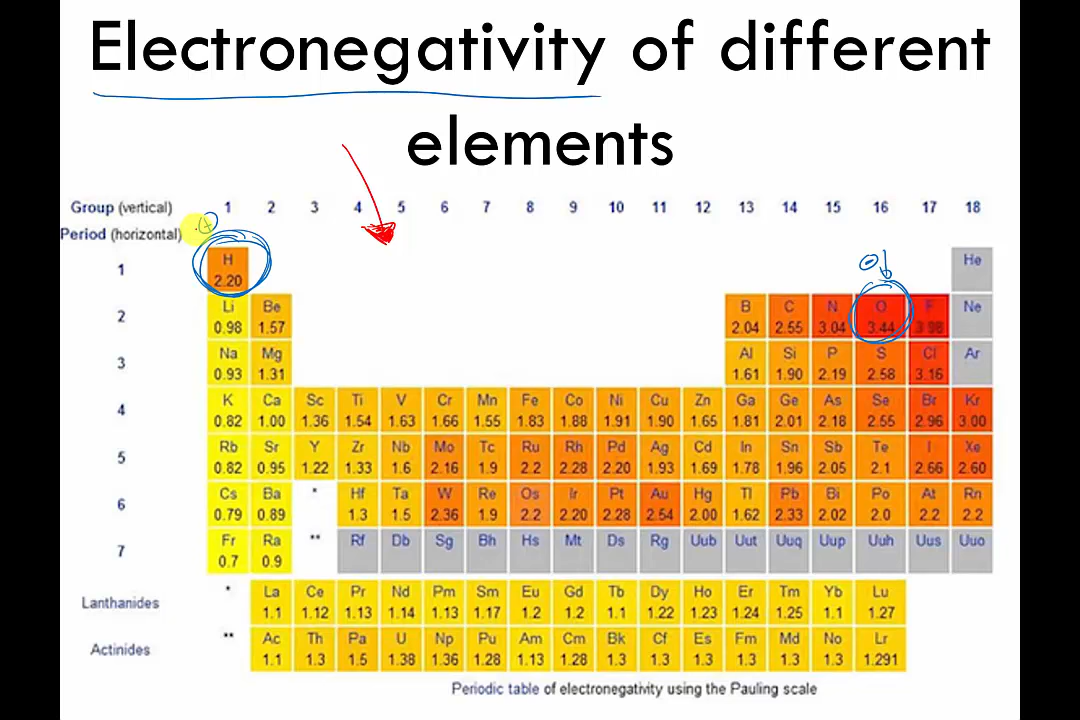 Electronegativity of different
elements
Group (vertical) 1 2 3 4 5 6 7 8 9 10 11 12 13 14 15 16 17 18
Period (horizontal)
1 H He
2.20
2 Li Be B C N O F Ne
0.98 1.57 2.04 2.55 3.04 3.44 3.98
3 Na Mg Al Si P S Cl Ar
0.93 1.31 1.61 1.90 2.19 2.58 3.16
4 K Ca Sc Ti V Cr Mn Fe Co Ni Cu Zn Ga Ge As Se Br Kr
0.82 1.00 1.36 1.54 1.63 1.66 1.55 1.83 1.88 1.91 1.90 1.65 1.81 2.01 2.18 2.55 2.96 3.00
5 Rb Sr Y Zr Nb Mo Tc Ru Rh Pd Ag Cd In Sn Sb Te I Xe
0.82 0.95 1.22 1.33 1.6 2.16 1.9 2.2 2.28 2.20 1.93 1.69 1.78 1.96 2.05 2.1 2.66 2.60
6 Cs Ba * Hf Ta W Re Os Ir Pt Au Hg Tl Pb Bi Po At Rn
0.79 0.89 1.3 1.5 2.36 1.9 2.2 2.20 2.28 2.54 2.00 1.62 2.33 2.02 2.0 2.2 2.2
7 Fr Ra ** Rf Db Sg Bh Hs Mt Ds Rg Uub Uut Uuq Uup Uuh Uus Uuo
0.7 0.9
Lanthanides * La Ce Pr Nd Pm Sm Eu Gd Tb Dy Ho Er Tm Yb Lu
1.1 1.12 1.13 1.14 1.13 1.17 1.2 1.2 1.1 1.22 1.23 1.24 1.25 1.1 1.27
Actinides ** Ac Th Pa U Np Pu Am Cm Bk Cf Es Fm Md No Lr
1.1 1.3 1.5 1.38 1.36 1.28 1.13 1.28 1.3 1.3 1.3 1.3 1.3 1.3 1.291
Periodic table of electronegativity using the Pauling scale